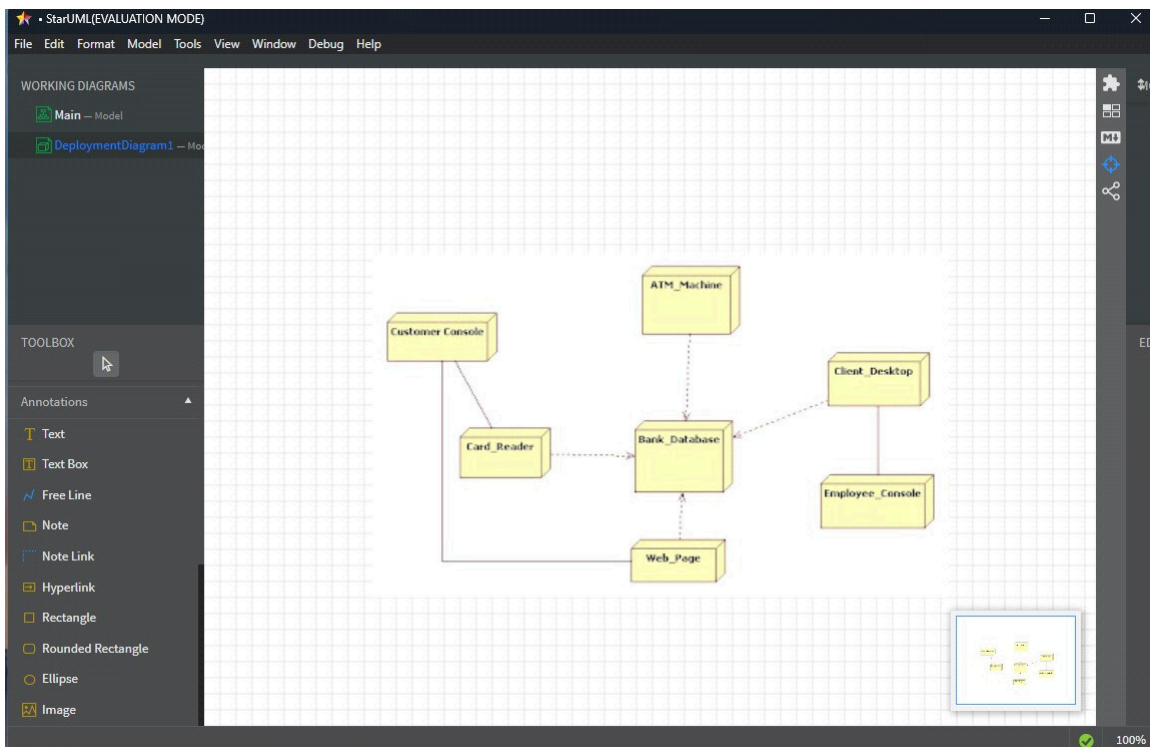 • StarUML(EVALUATION MODE)
File Edit Format Model Tools View Window Debug Help
WORKING DIAGRAMS
Main — Model
DeploymentDiagram1 — Mod
TOOLBOX
Annotations
Text
Text Box
Free Line
Note
Note Link
Hyperlink
Rectangle
Rounded Rectangle
Ellipse
Image
ATM_Machine
Customer Console
Client_Desktop
Card_Reader
Bank_Database
Employee_Console
Web_Page
M
ED
100%